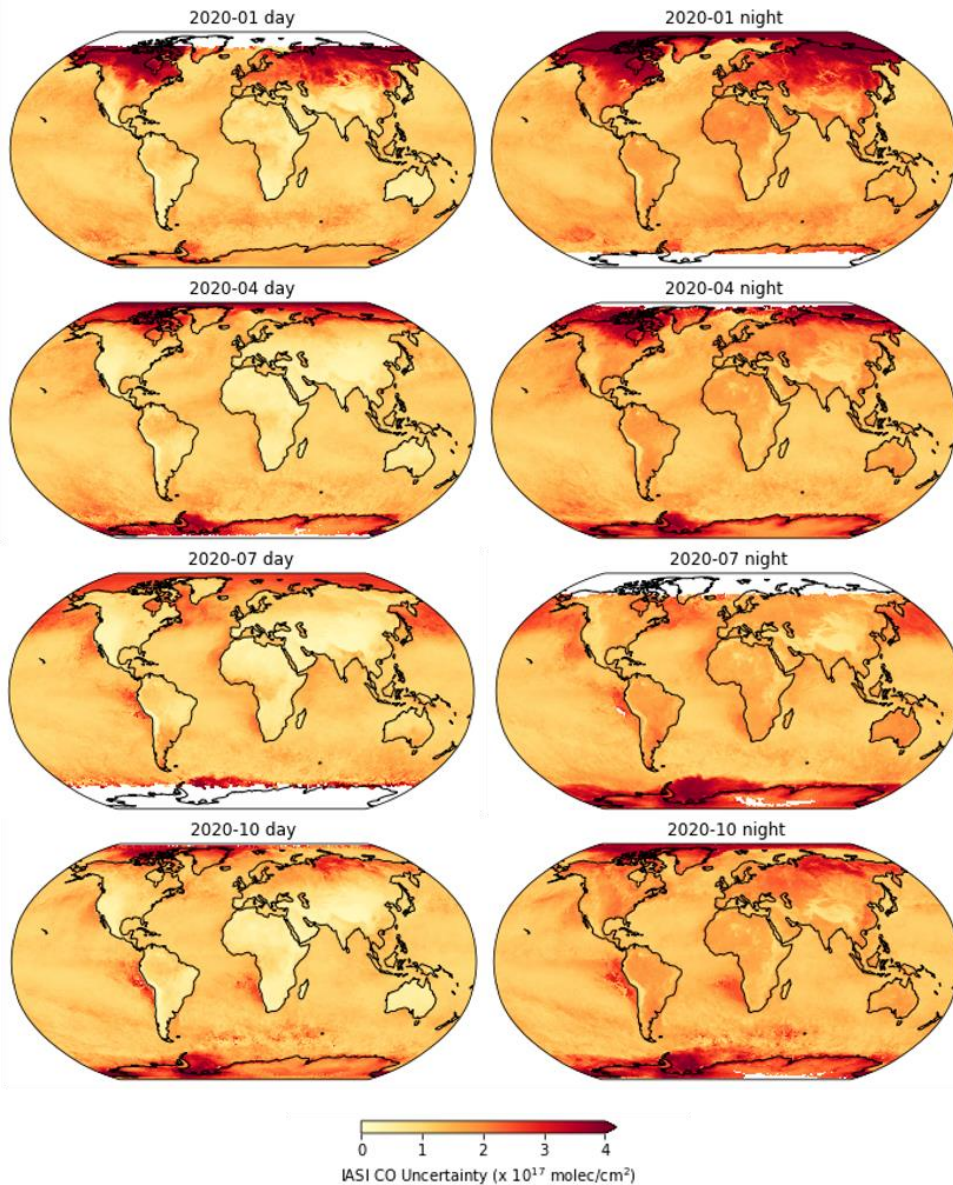 2020-01 day
2020-01 night
2020-04 day
2020-04 night
2020-07 day
2020-07 night
2020-10 day
2020-10 night
0 1 2 3 4
IASI CO Uncertainty (x 10¹⁷ molec/cm²)